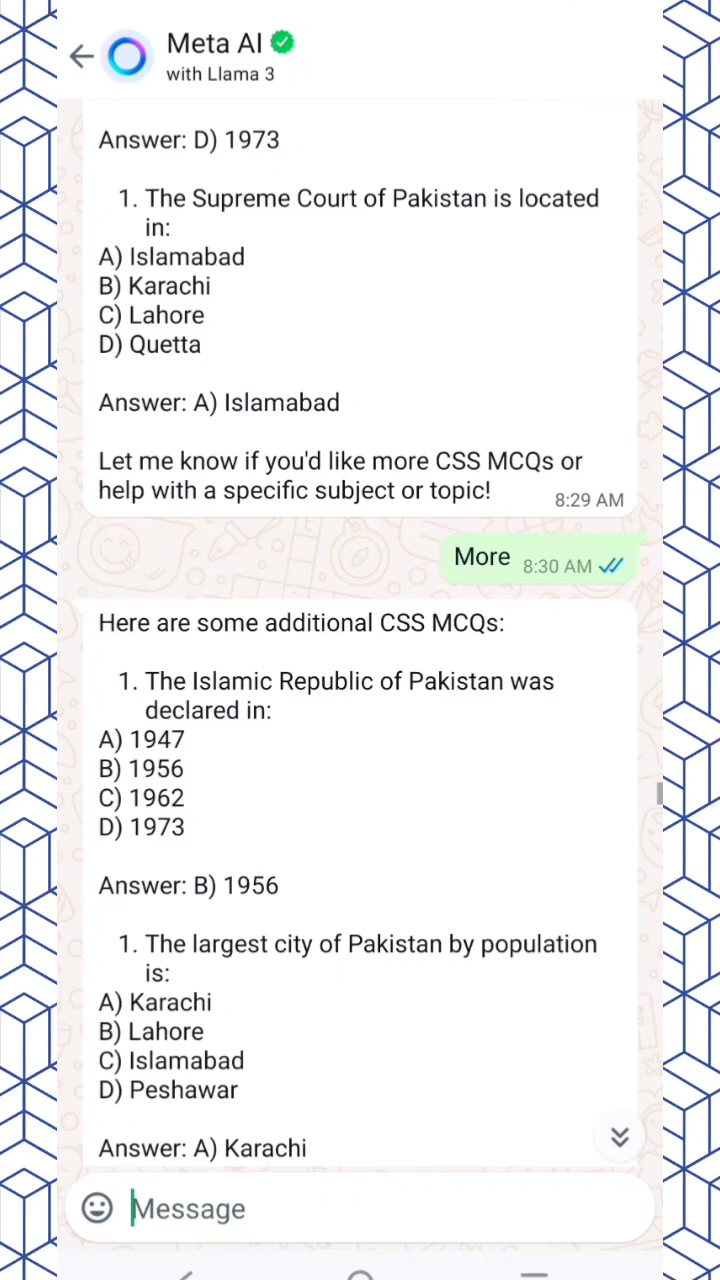 Meta AI
with Llama 3
Answer: D) 1973
1. The Supreme Court of Pakistan is located
in:
A) Islamabad
B) Karachi
C) Lahore
D) Quetta
Answer: A) Islamabad
Let me know if you'd like more CSS MCQs or
help with a specific subject or topic!
8:29 AM
More 8:30 AM
Here are some additional CSS MCQs:
1. The Islamic Republic of Pakistan was
declared in:
A) 1947
B) 1956
C) 1962
D) 1973
Answer: B) 1956
1. The largest city of Pakistan by population
is:
A) Karachi
B) Lahore
C) Islamabad
D) Peshawar
Answer: A) Karachi
Message